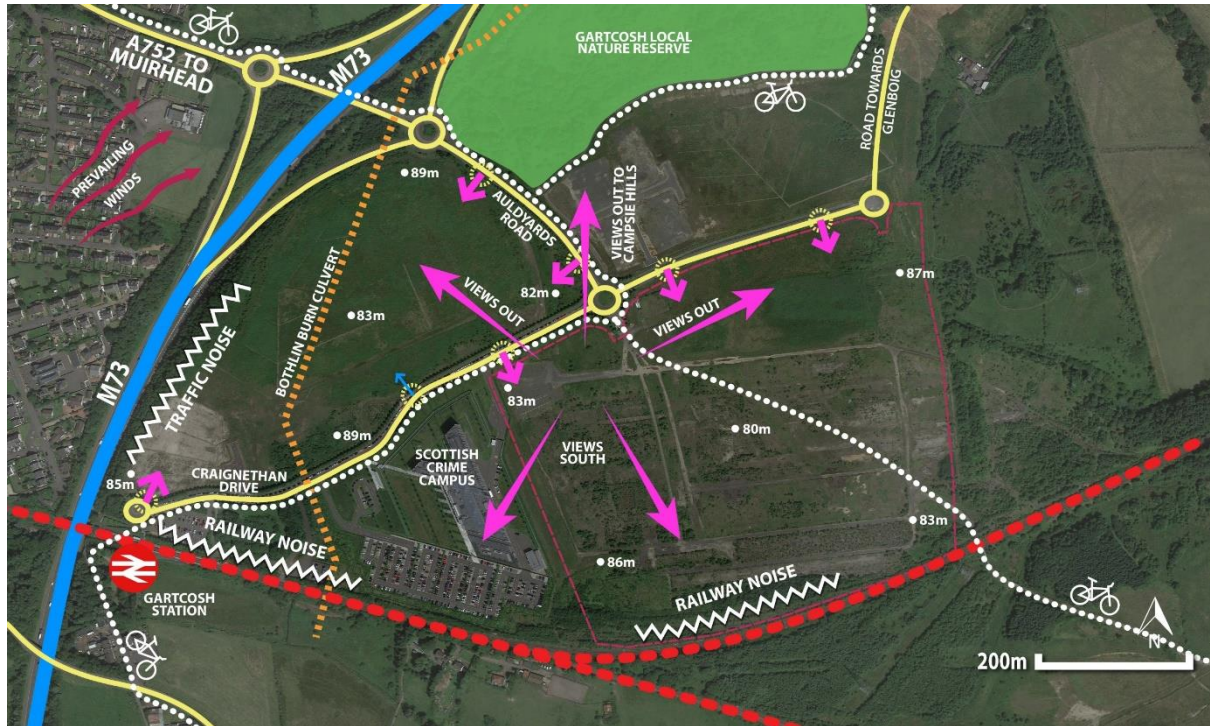 A752 TO
MUIRHEAD
M73
GARTCOSH LOCAL
NATURE RESERVE
PREVAILING
WINDS
ROAD TOWARDS
GLENBOIG
89m
AULDYARDS
ROAD
VIEWS OUT TO
CAMPSIE HILLS
87m
82m
83m
VIEWS OUT
VIEWS OUT
BOTHLIN BURN CULVERT
TRAFFIC NOISE
M73
83m
80m
89m
VIEWS
SOUTH
SCOTTISH
CRIME
CAMPUS
85m
CRAIGNETHAN
DRIVE
83m
RAILWAY NOISE
86m
RAILWAY NOISE
GARTCOSH
STATION
N
200m